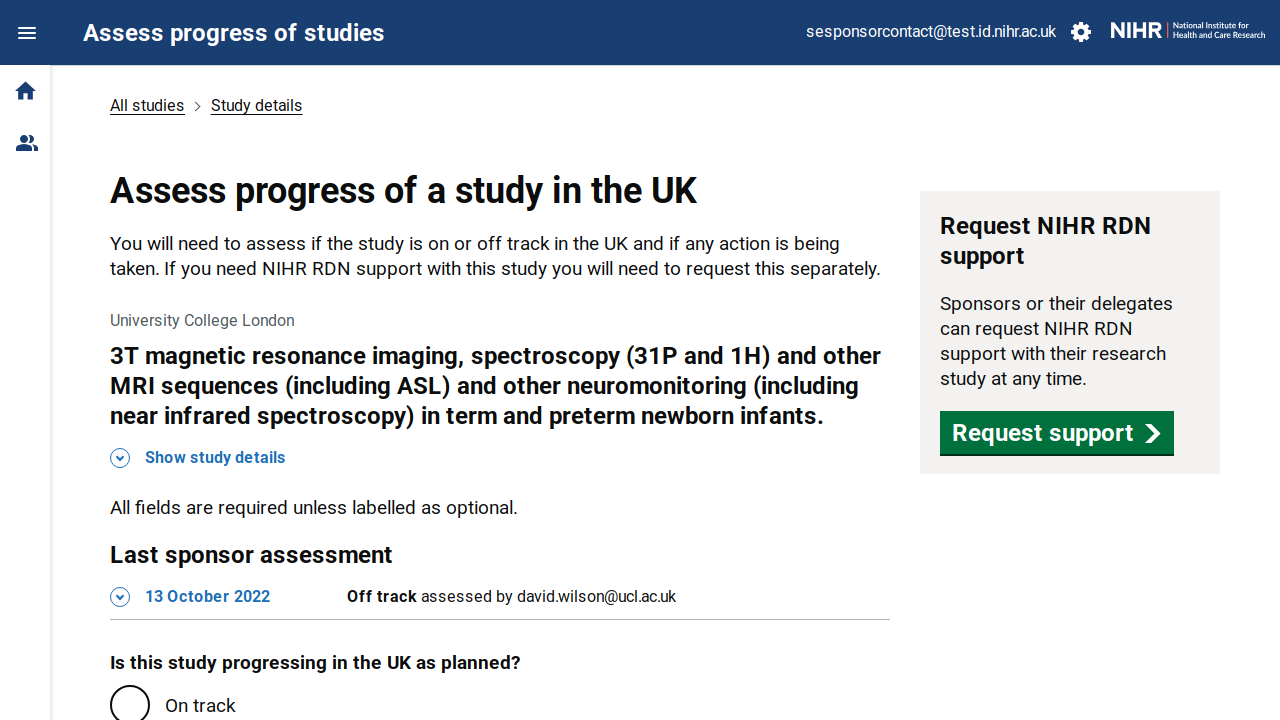 Assess progress of studies
sesponsorcontact@test.id.nihr.ac.uk
NIHR
National Institute for
Health and Care Research
All studies
Study details
Assess progress of a study in the UK
You will need to assess if the study is on or off track in the UK and if any action is being
taken. If you need NIHR RDN support with this study you will need to request this separately.
University College London
3T magnetic resonance imaging, spectroscopy (31P and 1H) and other
MRI sequences (including ASL) and other neuromonitoring (including
near infrared spectroscopy) in term and preterm newborn infants.
Show study details
All fields are required unless labelled as optional.
Last sponsor assessment
13 October 2022 Off track assessed by david.wilson@ucl.ac.uk
Is this study progressing in the UK as planned?
On track
Request NIHR RDN
support
Sponsors or their delegates
can request NIHR RDN
support with their research
study at any time.
Request support